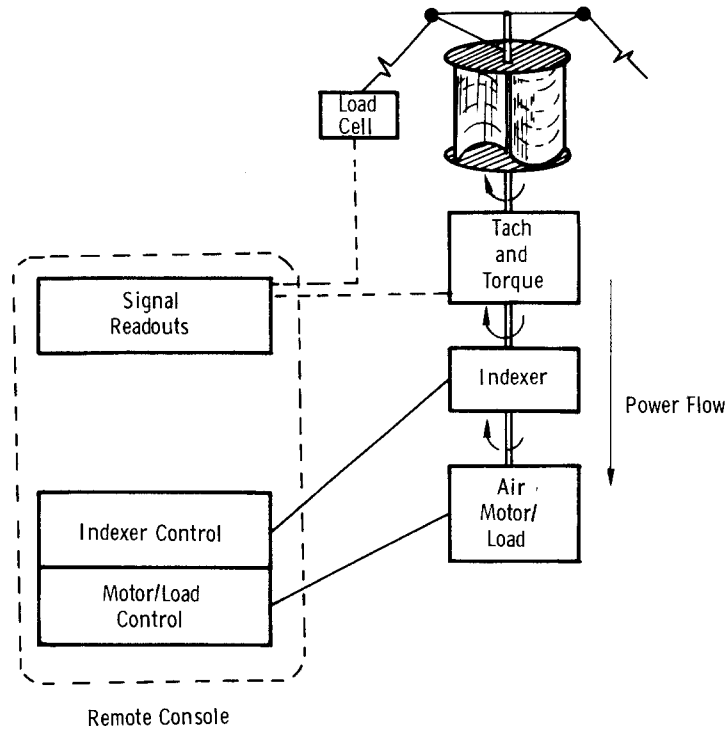 Load
Cell
Tach
and
Torque
Signal
Readouts
Indexer
Power Flow
Air
Motor/
Load
Indexer Control
Motor/Load
Control
Remote Console